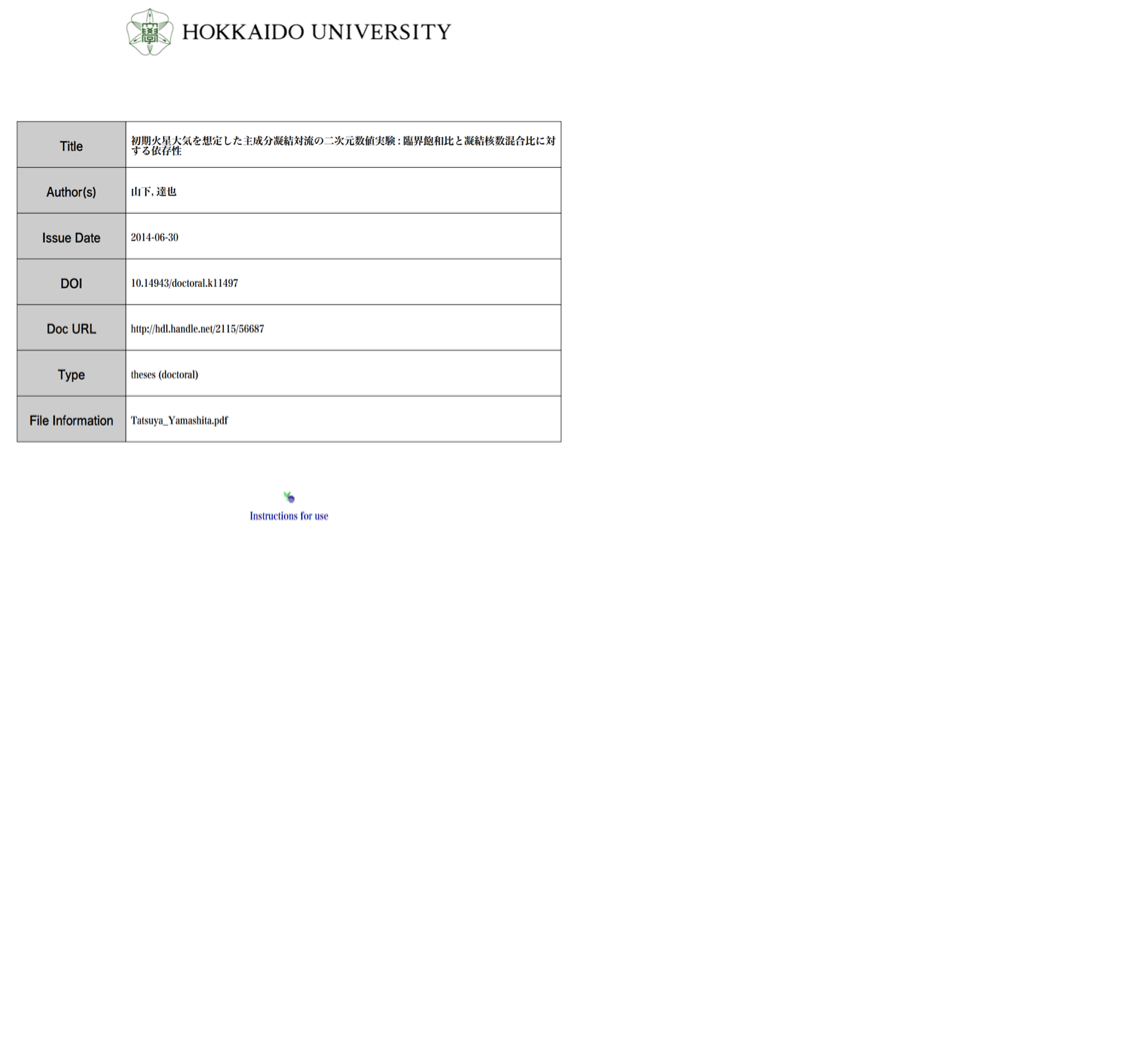 HOKKAIDO UNIVERSITY
Title
初期火星大気を想定した主成分凝結対流の二次元数値実験 : 臨界飽和比と凝結核数混合比に対
する依存性
Author(s)
山下, 達也
Issue Date
2014-06-30
DOI
10.14943/doctoral.k11497
Doc URL
http://hdl.handle.net/2115/56687
Type
theses (doctoral)
File Information
Tatsuya_Yamashita.pdf
Instructions for use